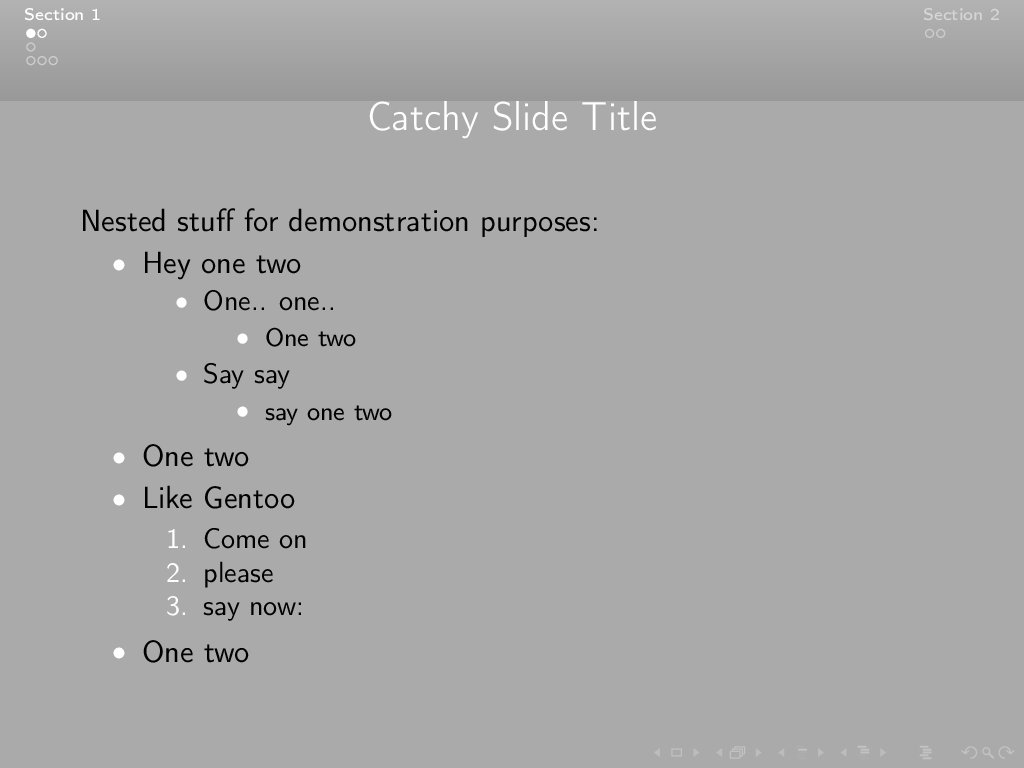 Section 1
Section 2
Catchy Slide Title
Nested stuff for demonstration purposes:
Hey one two
One.. one..
One two
Say say
say one two
One two
Like Gentoo
1. Come on
2. please
3. say now:
One two